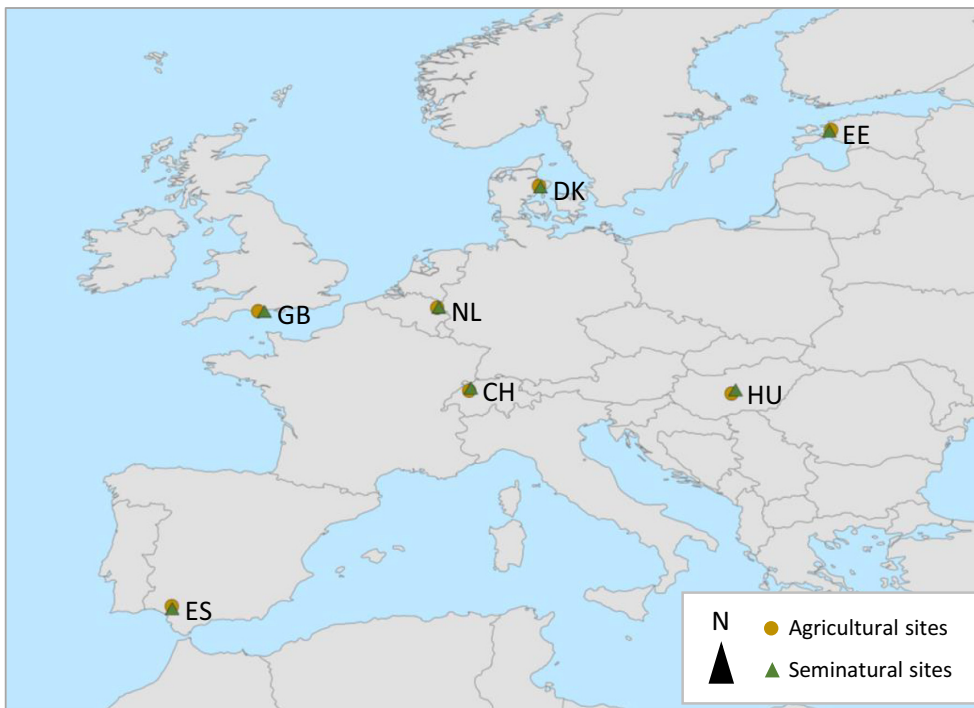 EE
DK
GB
NL
CH
HU
ES
N
Agricultural sites
Seminatural sites